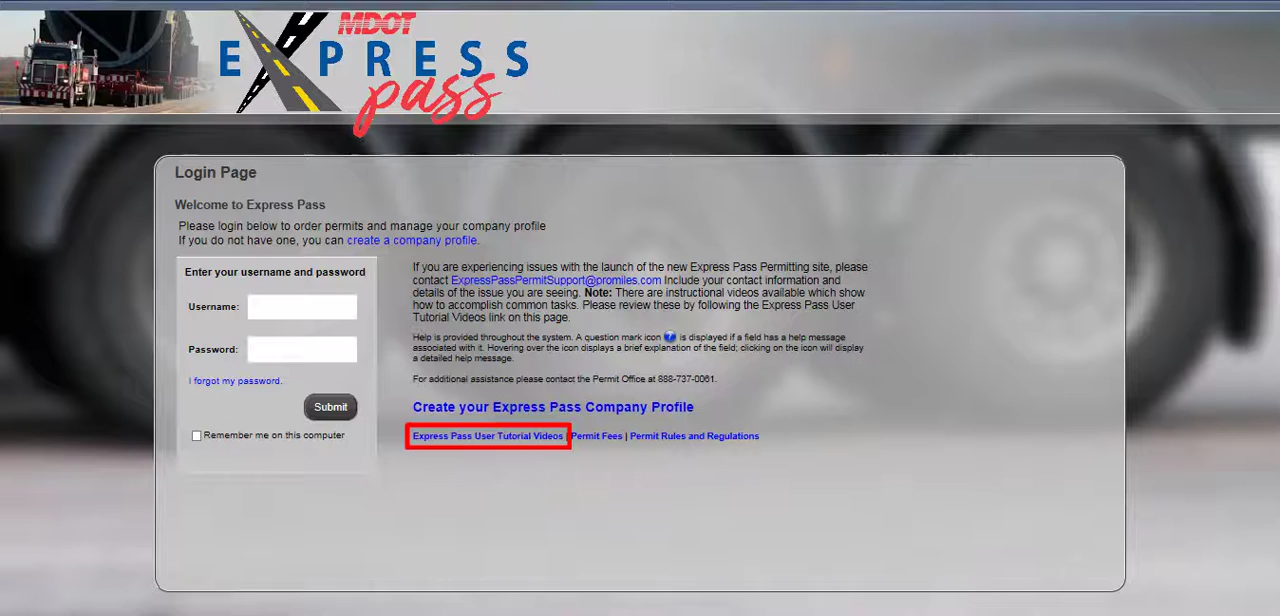 MDOT
EXPRESS
pass
Login Page
Welcome to Express Pass
Please login below to order permits and manage your company profile
If you do not have one, you can create a company profile.
Enter your username and password
Username:
Password:
I forgot my password.
Submit
Remember me on this computer
If you are experiencing issues with the launch of the new Express Pass Permitting site, please
contact ExpressPassPermitSupport@promiles.com Include your contact information and
details of the issue you are seeing. Note: There are instructional videos available which show
how to accomplish common tasks. Please review these by following the Express Pass User
Tutorial Videos link on this page.
Help is provided throughout the system. A question mark icon ? is displayed if a field has a help message
associated with it. Hovering over the icon displays a brief explanation of the field; clicking on the icon will display
a detailed help message.
For additional assistance please contact the Permit Office at 888-737-0061.
Create your Express Pass Company Profile
Express Pass User Tutorial Videos | Permit Fees | Permit Rules and Regulations